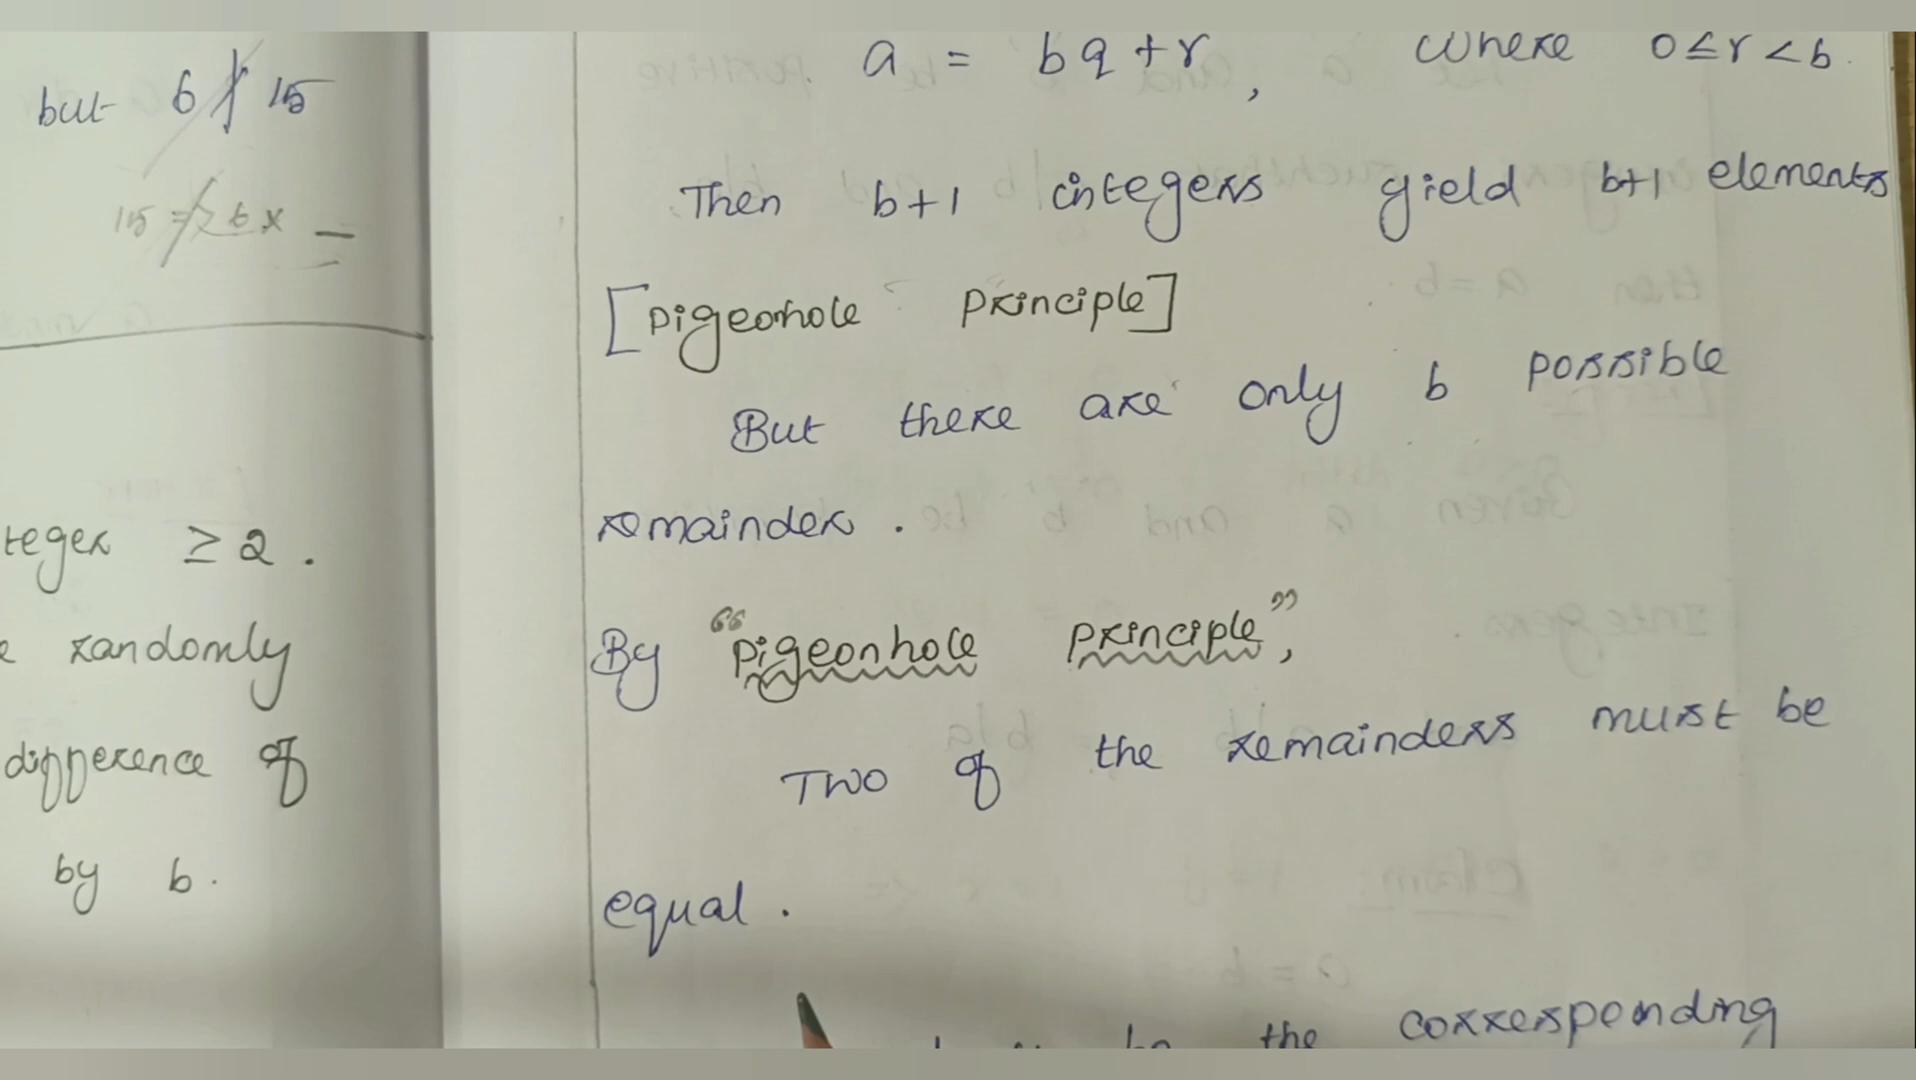 but 6 ∤ 15
15 ⇒ 6 x
teger ≥ 2 .
randomly
difference of
by b .
a = bq + r , where 0 ≤ r < b .
Then b+1 integers yield b+1 elements
[pigeonhole principle]
But there are only b possible
remainder .
By “pigeonhole principle”,
Two of the remainders must be
equal .
the corresponding